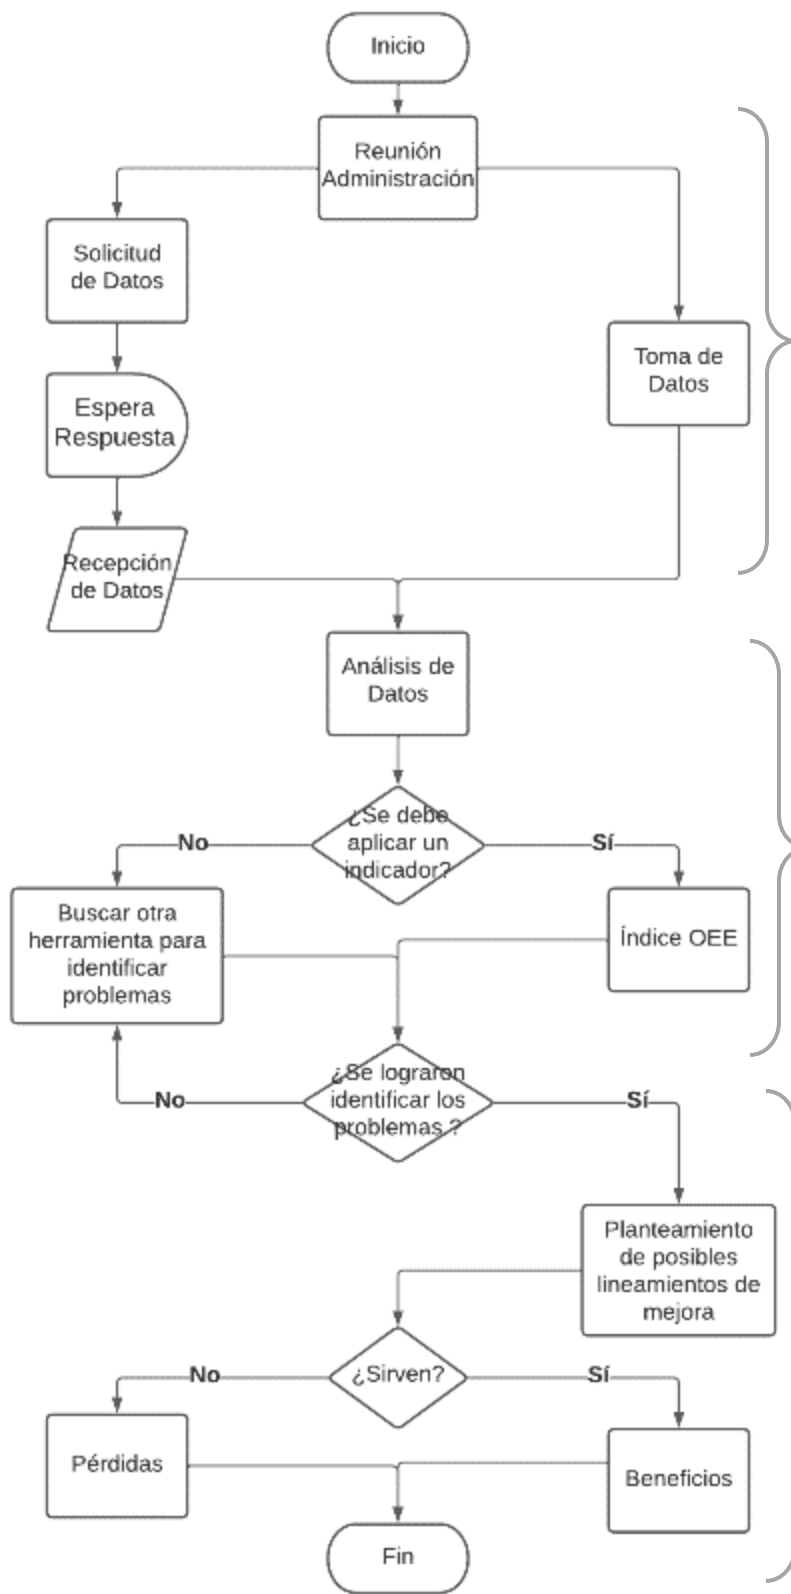 Inicio
Reunión
Administración
Solicitud
de Datos
Toma de
Datos
Espera
Respuesta
Recepción
de Datos
Análisis de
Datos
¿Se debe
aplicar un
indicador?
No
Sí
Buscar otra
herramienta para
identificar
problemas
Índice OEE
¿Se lograron
identificar los
problemas ?
No
Sí
Planteamiento
de posibles
lineamientos de
mejora
¿Sirven?
No
Sí
Pérdidas
Beneficios
Fin